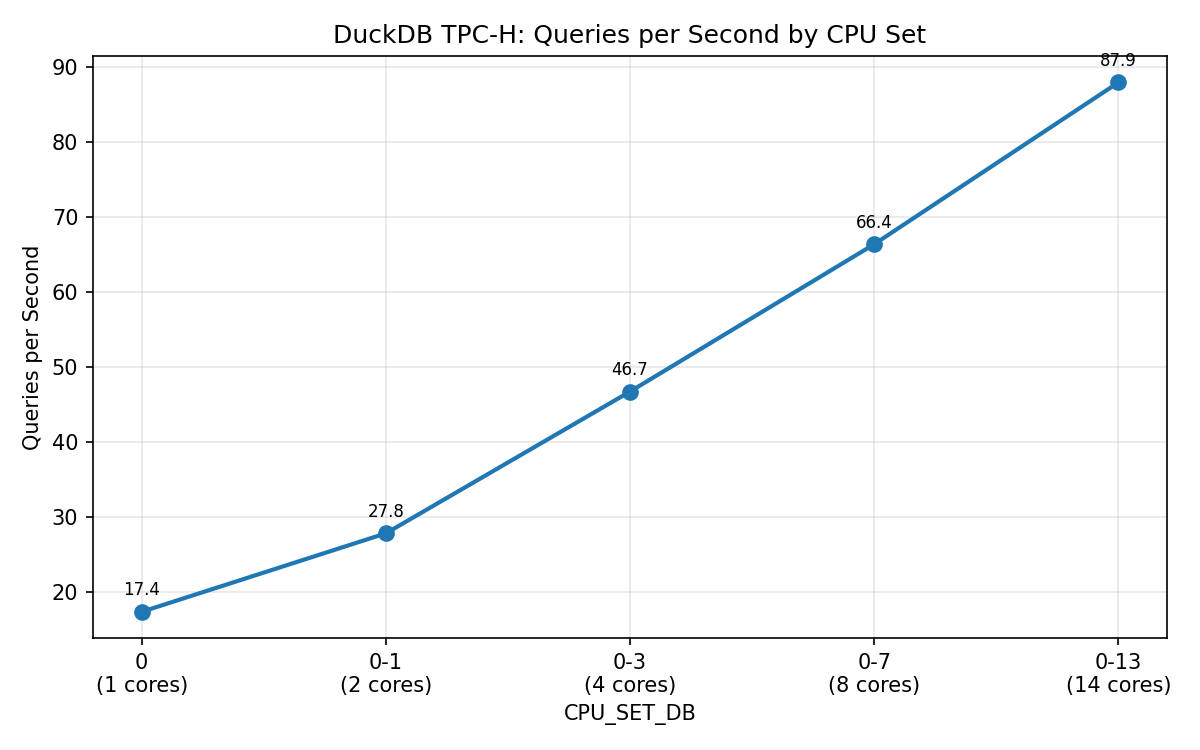 DuckDB TPC-H: Queries per Second by CPU Set
Queries per Second
90
80
70
60
50
40
30
20
17.4
27.8
46.7
66.4
87.9
0
(1 cores)
0-1
(2 cores)
0-3
(4 cores)
0-7
(8 cores)
0-13
(14 cores)
CPU_SET_DB